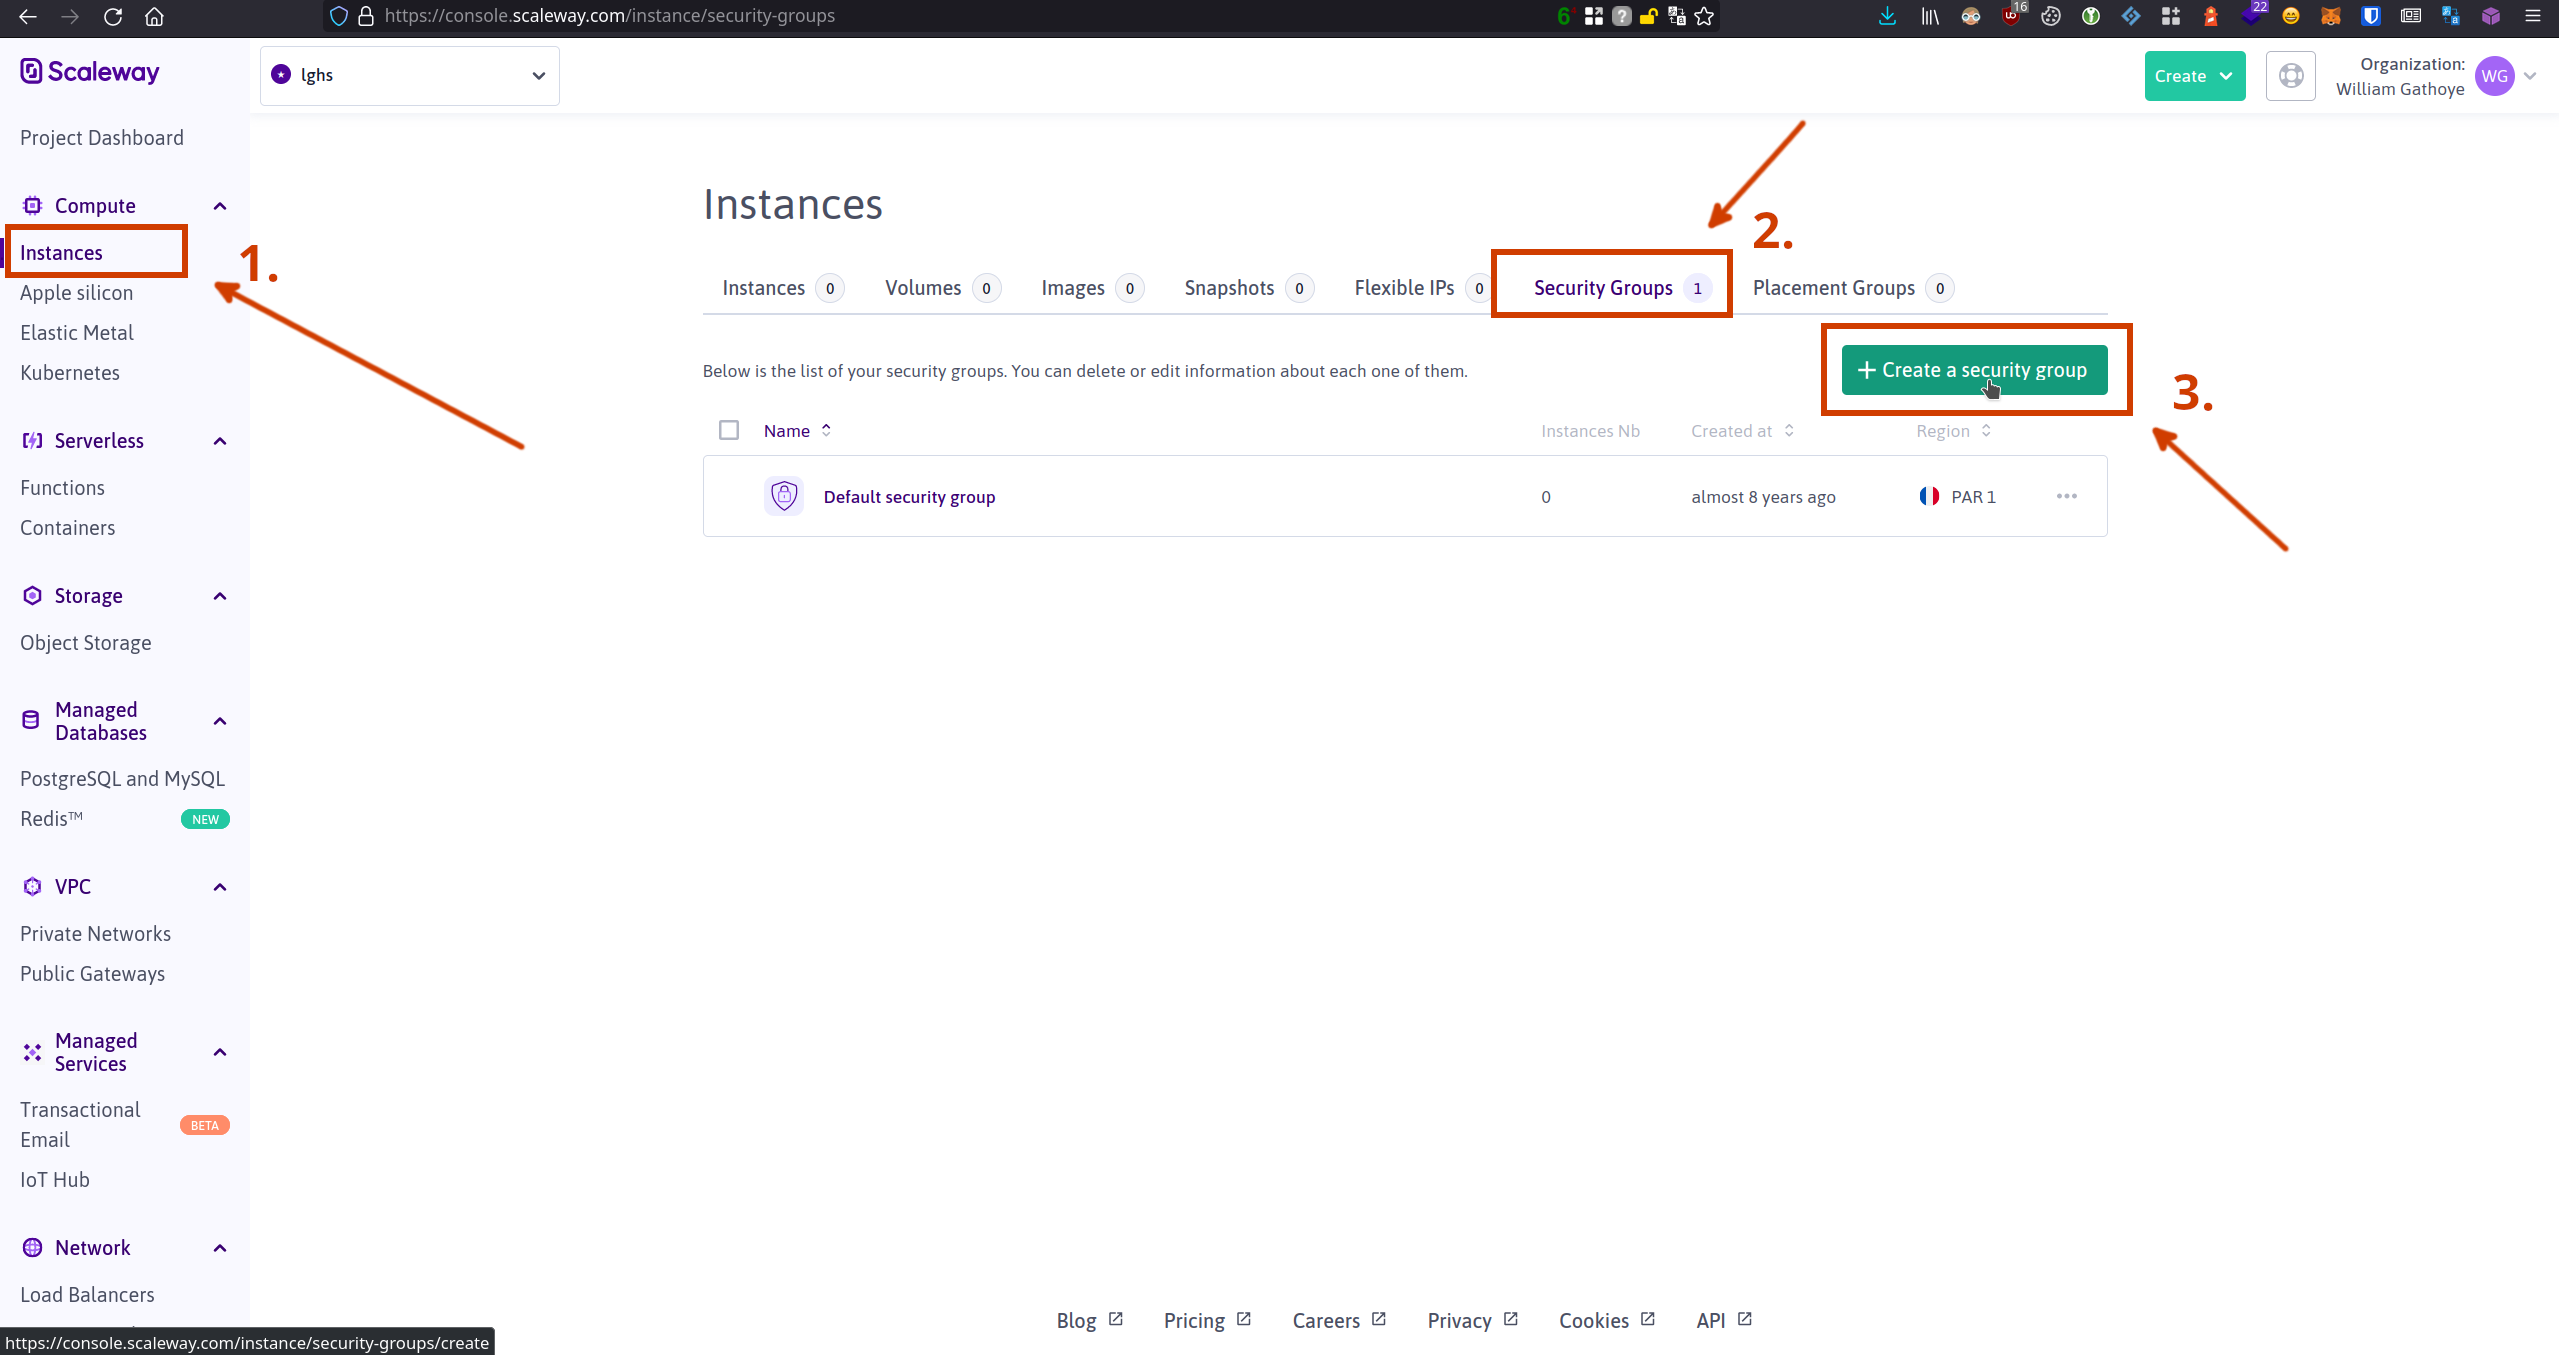 https://console.scaleway.com/instance/security-groups
6
?
16
22
Scaleway
lghs
Create
Organization:
William Gathoye
WG
Project Dashboard
Compute
Instances
1.
Apple silicon
Elastic Metal
Kubernetes
Serverless
Functions
Containers
Storage
Object Storage
Managed
Databases
PostgreSQL and MySQL
Redis™ NEW
VPC
Private Networks
Public Gateways
Managed
Services
Transactional
Email
BETA
IoT Hub
Network
Load Balancers
Instances
2.
Instances 0 Volumes 0 Images 0 Snapshots 0 Flexible IPs 0 Security Groups 1 Placement Groups 0
Below is the list of your security groups. You can delete or edit information about each one of them.
+ Create a security group
3.
Name Instances Nb Created at Region
Default security group 0 almost 8 years ago PAR 1
Blog Pricing Careers Privacy Cookies API
https://console.scaleway.com/instance/security-groups/create